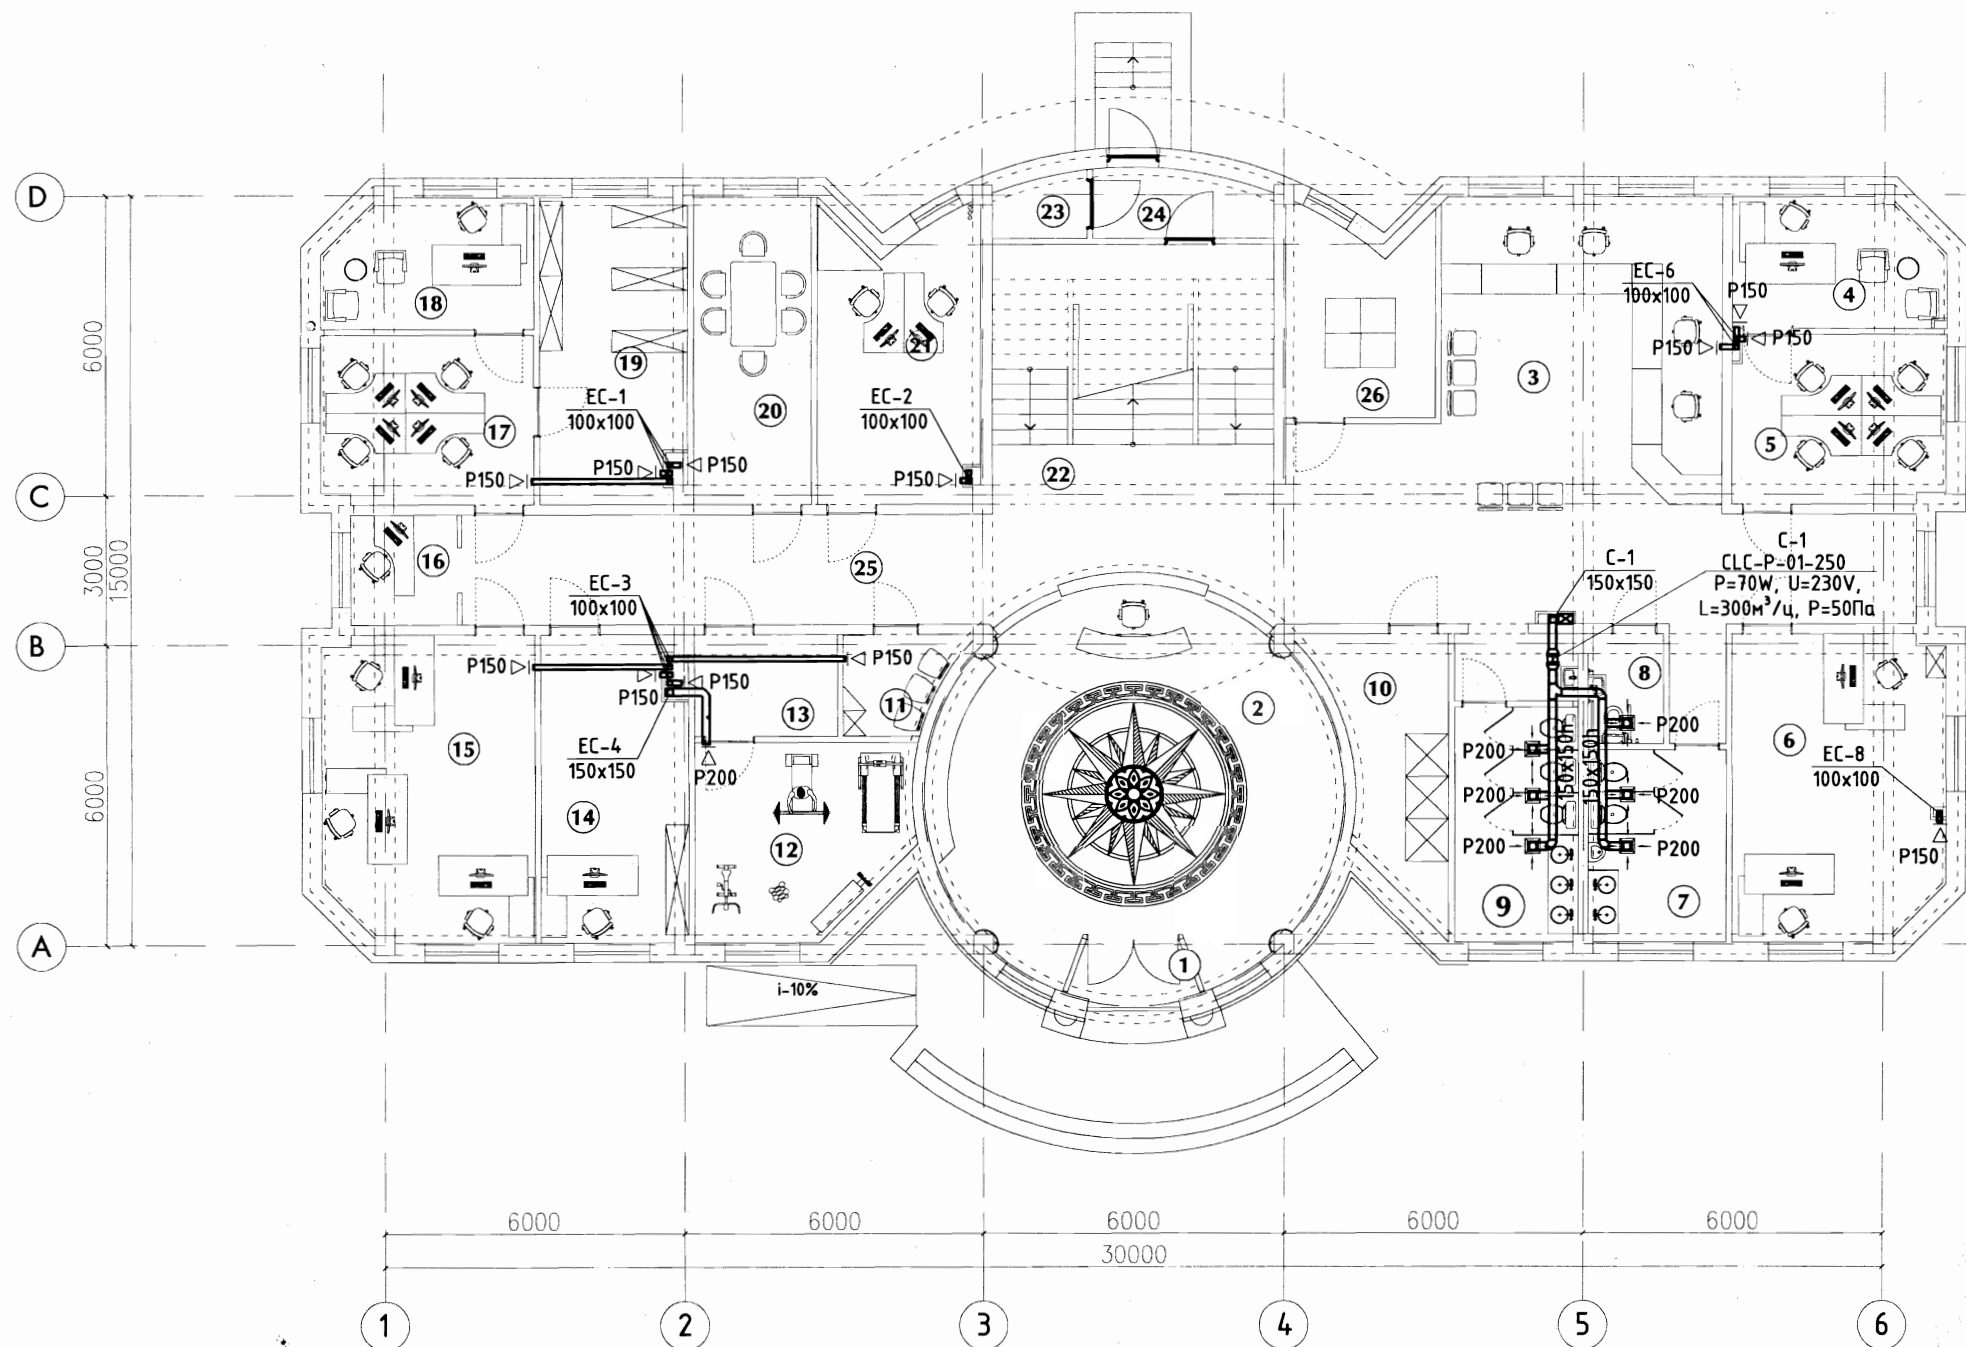 D
23
24
EC-6
100x100
P150
4
18
P150
P150
6000
21
19
3
EC-1
100x100
EC-2
100x100
26
20
17
5
P150
P150
P150
P150
22
C
C-1
CLC-P-01-250
P=70W, U=230V,
L=300м³/ц, P=50Па
C-1
150x150
16
25
3000
15000
EC-3
100x100
B
P150
P150
P150
P150
8
10
11
2
13
P200
15
EC-4
150x150
6
P200
P200
EC-8
100x100
150x150h
150x150h
P200
P200
14
12
P200
P200
P150
6000
9
7
A
1
i-10%
6000
6000
6000
6000
6000
30000
1
2
3
4
5
6